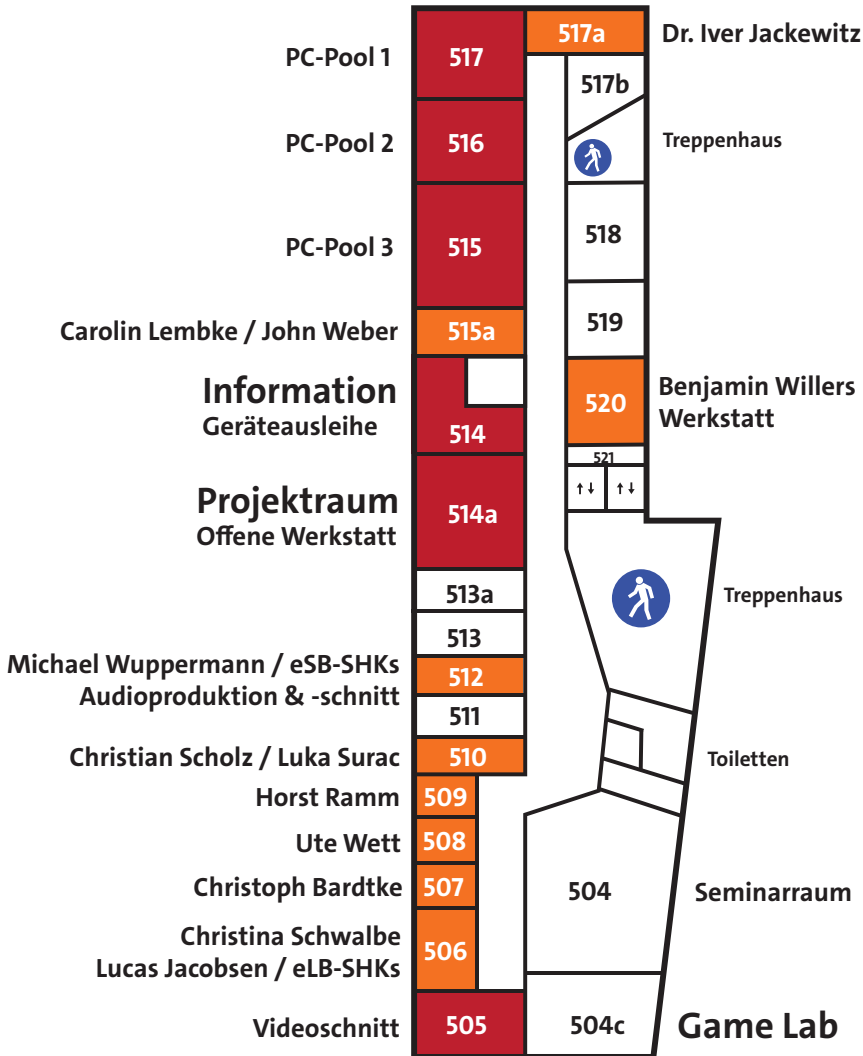 517a
Dr. Iver Jackewitz
PC-Pool 1
517
517b
PC-Pool 2
516
Treppenhaus
PC-Pool 3
515
518
Carolin Lembke / John Weber
515a
519
Information
Geräteausleihe
514
520
Benjamin Willers
Werkstatt
521
↑↓ ↑↓
Projektraum
Offene Werkstatt
514a
513a
Treppenhaus
513
Michael Wuppermann / eSB-SHKs
Audioproduktion & -schnitt
512
511
Christian Scholz / Luka Surac
510
Toiletten
Horst Ramm
509
Ute Wett
508
Christoph Bardtke
507
504
Seminarraum
Christina Schwalbe
Lucas Jacobsen / eLB-SHKs
506
Videoschnitt
505
504c
Game Lab